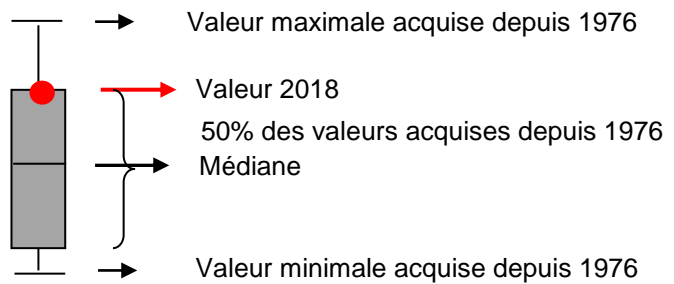 Valeur maximale acquise depuis 1976
Valeur 2018
50% des valeurs acquises depuis 1976
Médiane
Valeur minimale acquise depuis 1976